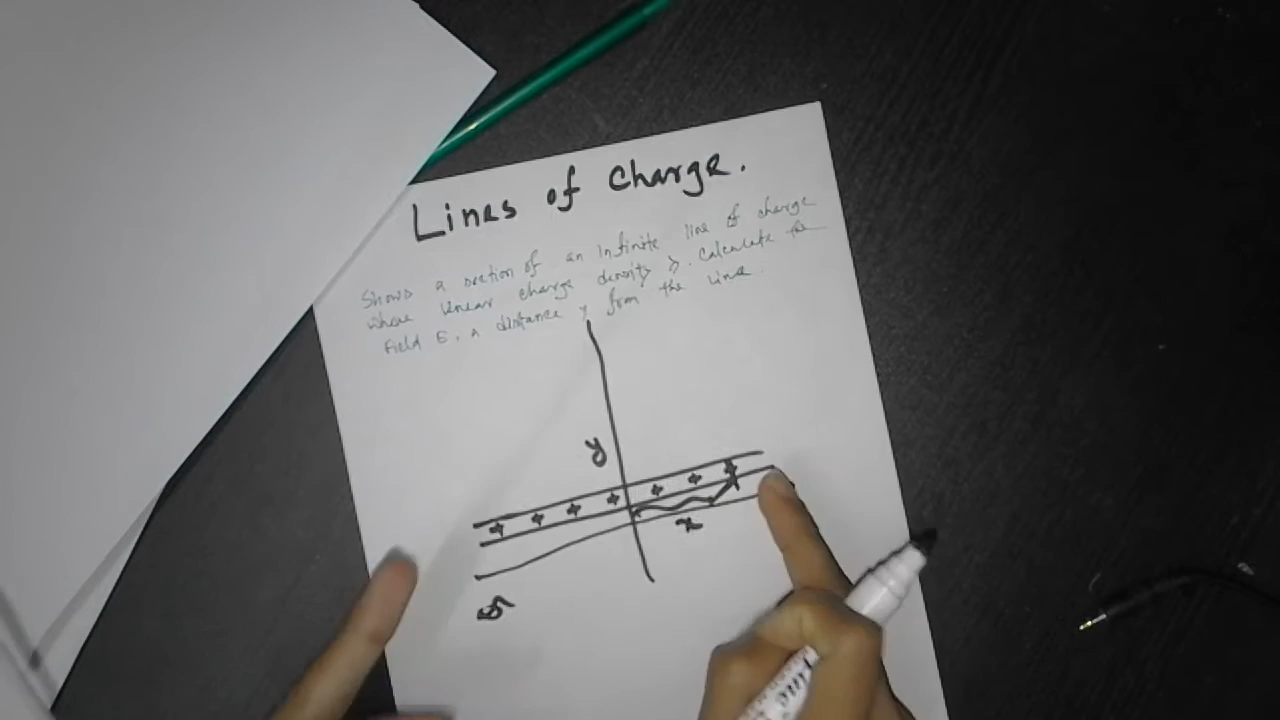 Lines of Charge.
Shows a section of an infinite line of charge
whose linear charge density λ. Calculate the
Field E, A distance y from the line
y
x